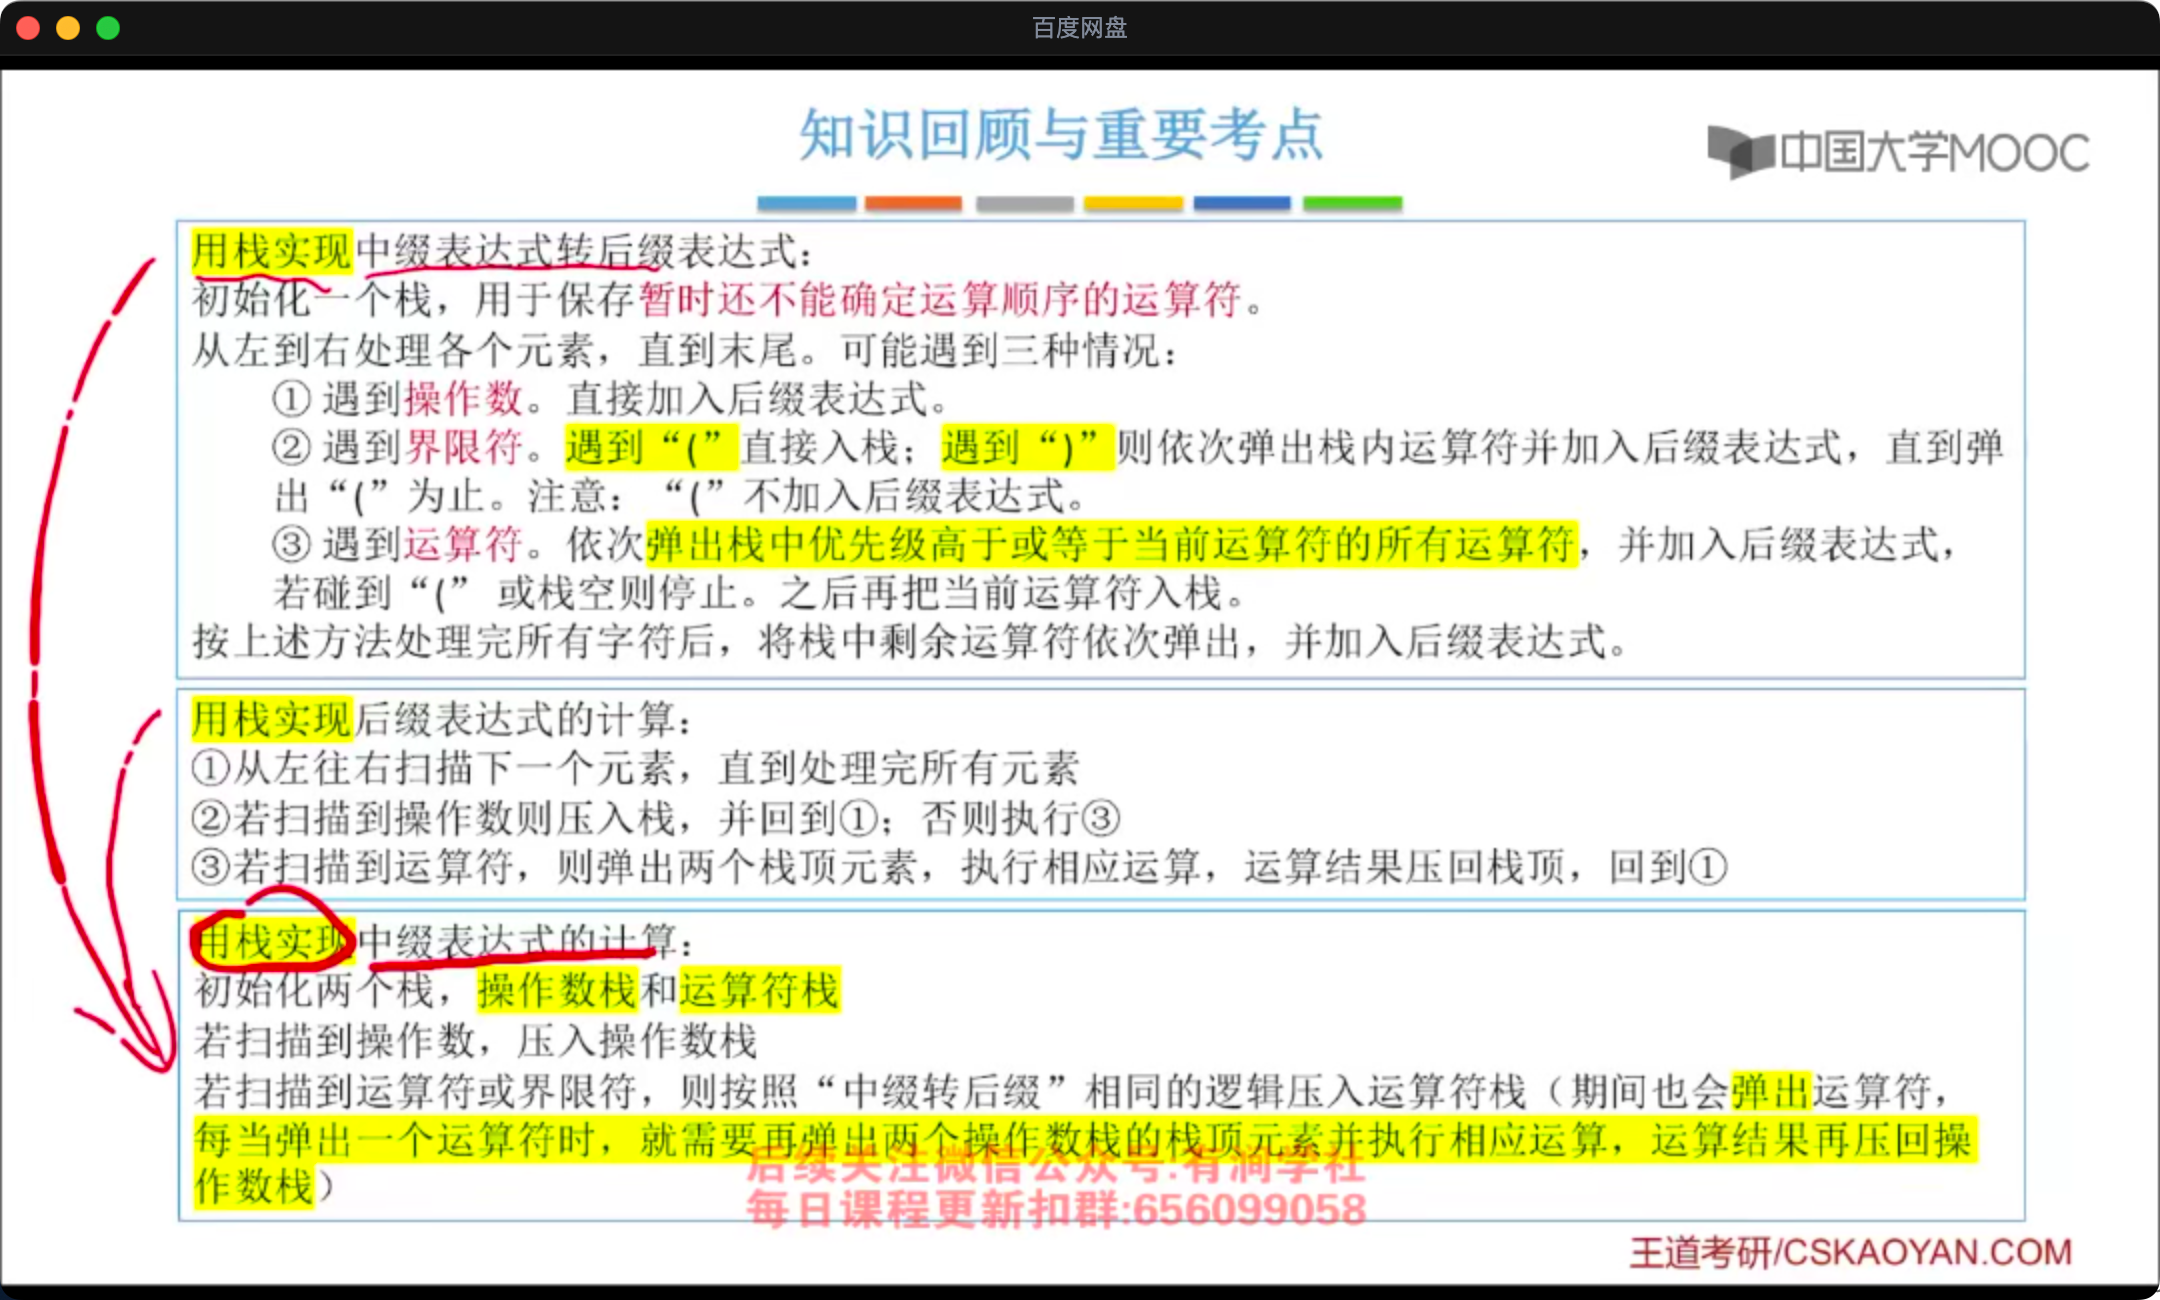 百度网盘
知识回顾与重要考点
中国大学MOOC
用栈实现中缀表达式转后缀表达式：
初始化一个栈，用于保存暂时还不能确定运算顺序的运算符。
从左到右处理各个元素，直到末尾。可能遇到三种情况：
① 遇到操作数。直接加入后缀表达式。
② 遇到界限符。遇到“(”直接入栈；遇到“)”则依次弹出栈内运算符并加入后缀表达式，直到弹
出“(”为止。注意：“(”不加入后缀表达式。
③ 遇到运算符。依次弹出栈中优先级高于或等于当前运算符的所有运算符，并加入后缀表达式，
若碰到“(” 或栈空则停止。之后再把当前运算符入栈。
按上述方法处理完所有字符后，将栈中剩余运算符依次弹出，并加入后缀表达式。
用栈实现后缀表达式的计算：
①从左往右扫描下一个元素，直到处理完所有元素
②若扫描到操作数则压入栈，并回到①；否则执行③
③若扫描到运算符，则弹出两个栈顶元素，执行相应运算，运算结果压回栈顶，回到①
用栈实现中缀表达式的计算：
初始化两个栈，操作数栈和运算符栈
若扫描到操作数，压入操作数栈
若扫描到运算符或界限符，则按照“中缀转后缀”相同的逻辑压入运算符栈（期间也会弹出运算符，
每当弹出一个运算符时，就需要再弹出两个操作数栈的栈顶元素并执行相应运算，运算结果再压回操
作数栈）
后续关注微信公众号:有涧学社
每日课程更新扣群:656099058
王道考研/CSKAOYAN.COM